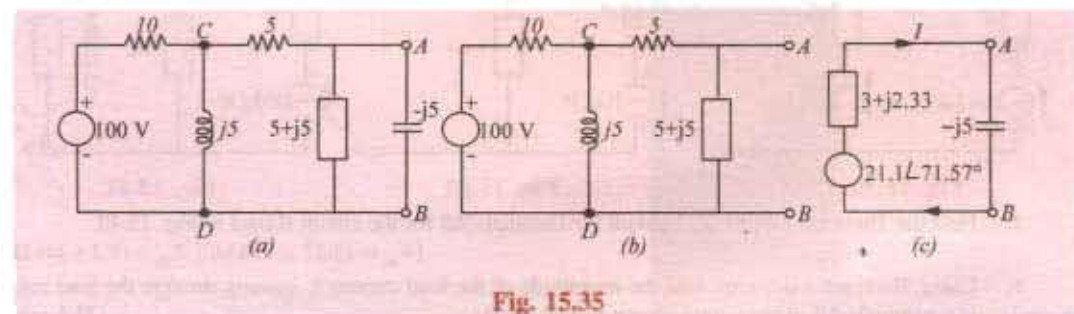 10 C 5 A
+ 100 V - j5 5+j5 -j5
D B
(a)
10 C 5 A
+ 100 V - j5 5+j5
D B
(b)
I A
3+j2.33 -j5
21.1∠71.57°
B
(c)
Fig. 15.35